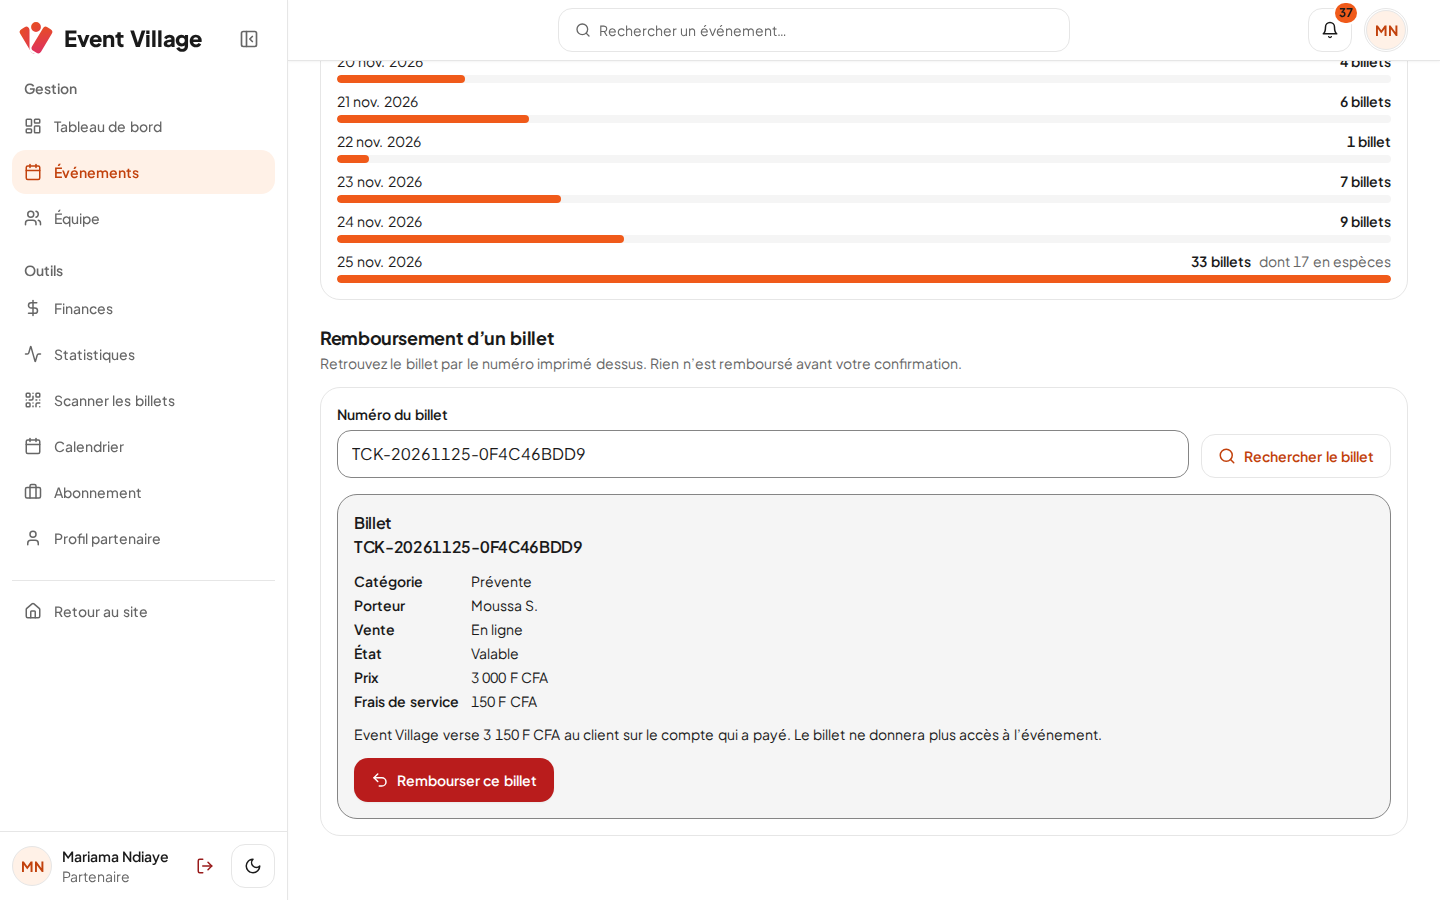 Event Village
Rechercher un événement...
37
MN
Gestion
Tableau de bord
Événements
Équipe
Outils
Finances
Statistiques
Scanner les billets
Calendrier
Abonnement
Profil partenaire
Retour au site
MN
Mariama Ndiaye
Partenaire
20 nov. 2026 4 billets
21 nov. 2026 6 billets
22 nov. 2026 1 billet
23 nov. 2026 7 billets
24 nov. 2026 9 billets
25 nov. 2026 33 billets dont 17 en espèces
Remboursement d'un billet
Retrouvez le billet par le numéro imprimé dessus. Rien n'est remboursé avant votre confirmation.
Numéro du billet
TCK-20261125-0F4C46BDD9
Rechercher le billet
Billet
TCK-20261125-0F4C46BDD9
Catégorie Prévente
Porteur Moussa S.
Vente En ligne
État Valable
Prix 3 000 F CFA
Frais de service 150 F CFA
Event Village verse 3 150 F CFA au client sur le compte qui a payé. Le billet ne donnera plus accès à l'événement.
Rembourser ce billet